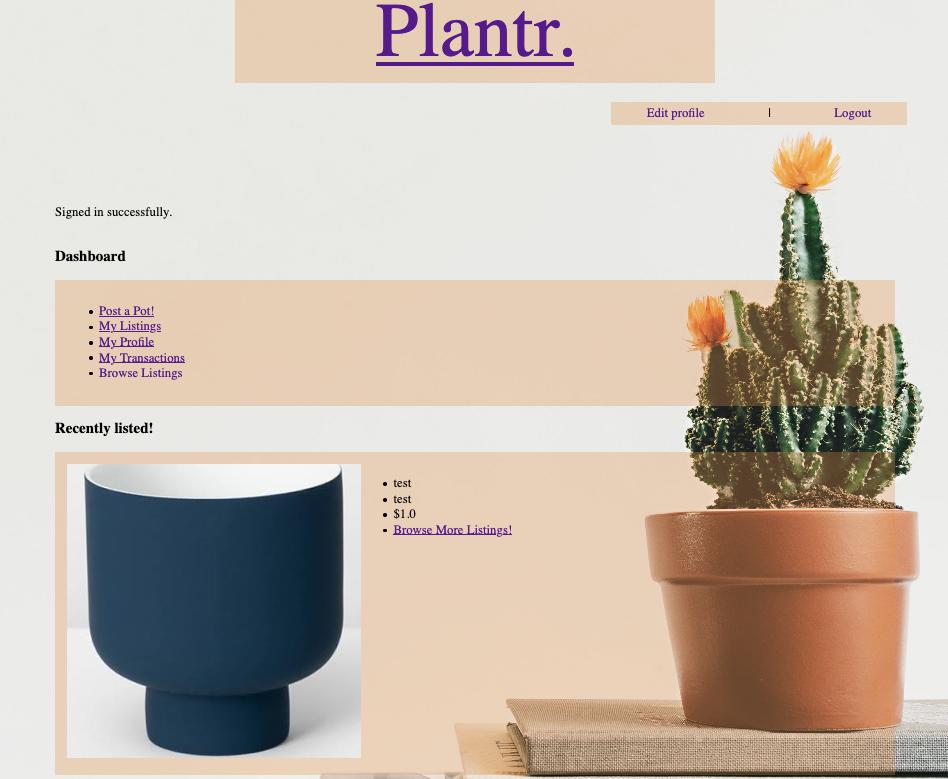 Plantr.
Edit profile | Logout
Signed in successfully.
Dashboard
Post a Pot!
My Listings
My Profile
My Transactions
Browse Listings
Recently listed!
test
test
$1.0
Browse More Listings!